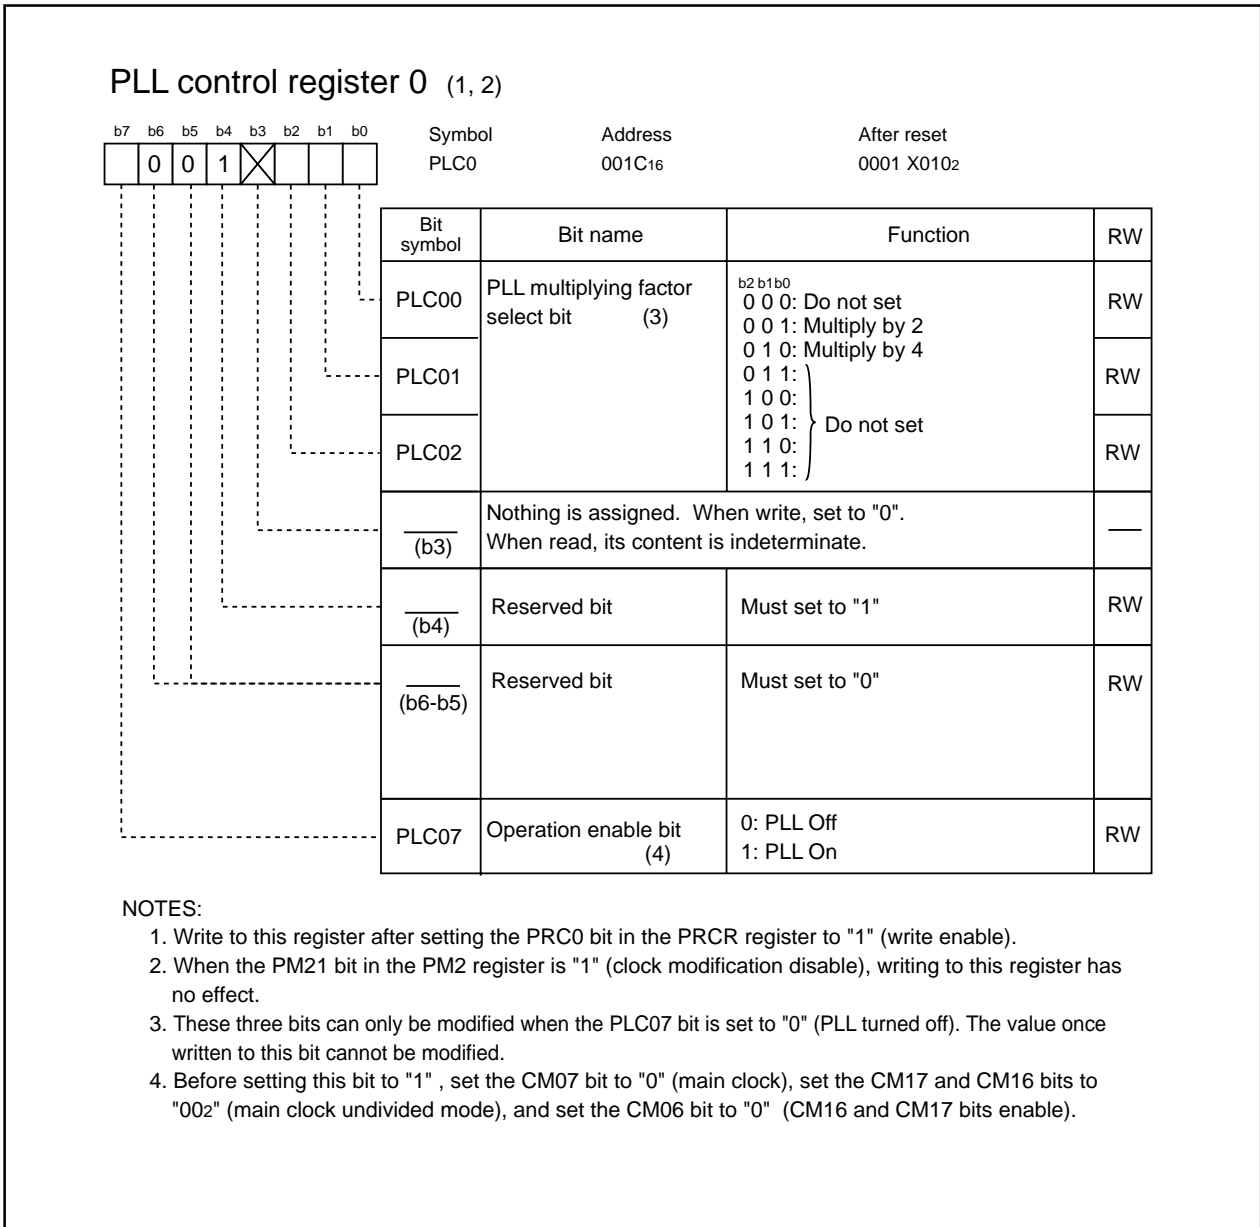 PLL control register 0 (1, 2)
b7 b6 b5 b4 b3 b2 b1 b0
0 0 1 X
Symbol Address After reset
PLC0 001C16 0001 X0102
Bit symbol Bit name Function RW
PLC00 PLL multiplying factor select bit (3) RW
b2 b1 b0
0 0 0: Do not set
0 0 1: Multiply by 2
0 1 0: Multiply by 4
0 1 1:
1 0 0:
1 0 1: Do not set
1 1 0:
1 1 1:
PLC01 RW
PLC02 RW
(b3) Nothing is assigned. When write, set to "0".
When read, its content is indeterminate.
(b4) Reserved bit Must set to "1" RW
(b6-b5) Reserved bit Must set to "0" RW
PLC07 Operation enable bit (4) 0: PLL Off RW
1: PLL On
NOTES:
1. Write to this register after setting the PRC0 bit in the PRCR register to "1" (write enable).
2. When the PM21 bit in the PM2 register is "1" (clock modification disable), writing to this register has
no effect.
3. These three bits can only be modified when the PLC07 bit is set to "0" (PLL turned off). The value once
written to this bit cannot be modified.
4. Before setting this bit to "1" , set the CM07 bit to "0" (main clock), set the CM17 and CM16 bits to
"002" (main clock undivided mode), and set the CM06 bit to "0" (CM16 and CM17 bits enable).